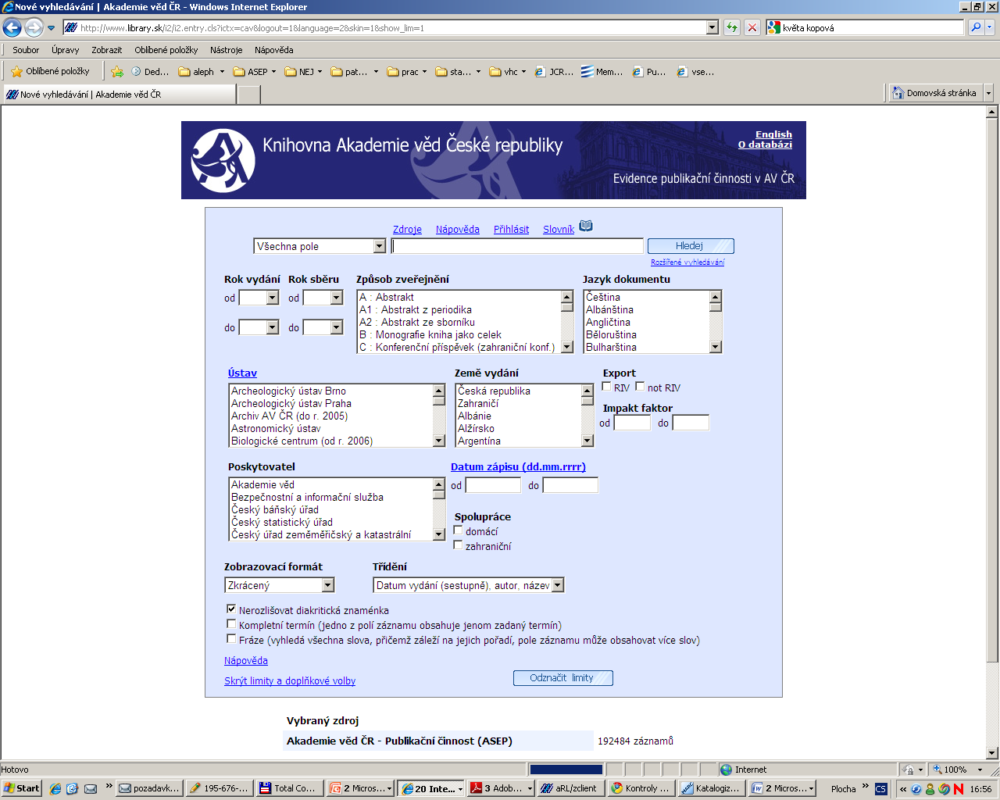 Nové vyhledávání | Akademie věd ČR - Windows Internet Explorer
http://www.library.sk/i2/i2.entry.cls?ictx=cav&logout=1&language=2&skin=1&show_lim=1
květa kopová
Soubor Úpravy Zobrazit Oblíbené položky Nástroje Nápověda
Oblíbené položky Ded... aleph ASEP NEJ pat... prac sta... vhc JCR... Mem... Pu... vse...
Nové vyhledávání | Akademie věd ČR
Domovská stránka
Knihovna Akademie věd České republiky
English
O databázi
Evidence publikační činnosti v AV ČR
Zdroje Nápověda Přihlásit Slovník
Všechna pole Hledej
Rozšířené vyhledávání
Rok vydání Rok sběru Způsob zveřejnění Jazyk dokumentu
od od
do do
A : Abstrakt
A1 : Abstrakt z periodika
A2 : Abstrakt ze sborníku
B : Monografie kniha jako celek
C : Konferenční příspěvek (zahraniční konf.)
Čeština
Albánština
Angličtina
Běloruština
Bulharština
Ústav Země vydání Export
Archeologický ústav Brno
Archeologický ústav Praha
Archiv AV ČR (do r. 2005)
Astronomický ústav
Biologické centrum (od r. 2006)
Česká republika
Zahraničí
Albánie
Alžírsko
Argentína
RIV not RIV
Impakt faktor
od do
Poskytovatel
Akademie věd
Bezpečnostní a informační služba
Český báňský úřad
Český statistický úřad
Český úřad zeměměřičský a katastrální
Datum zápisu (dd.mm.rrrr)
od do
Spolupráce
domácí
zahraniční
Zobrazovací formát Třídění
Zkrácený Datum vydání (sestupně), autor, název
Nerozlišovat diakritická znaménka
Kompletní termín (jedno z polí záznamu obsahuje jenom zadaný termín)
Fráze (vyhledá všechna slova, přičemž záleží na jejich pořadí, pole záznamu může obsahovat více slov)
Nápověda
Skrýt limity a doplňkové volby Odznačit limity
Vybraný zdroj
Akademie věd ČR - Publikační činnost (ASEP) 192484 záznamů
Hotovo Internet 100%
Start pozadavk... 195-676-... Total Co... 2 Micros... 20 Inte... 3 Adob... aRL/zclient Kontroly ... Katalogiz... 2 Micros... Plocha CS 16:56